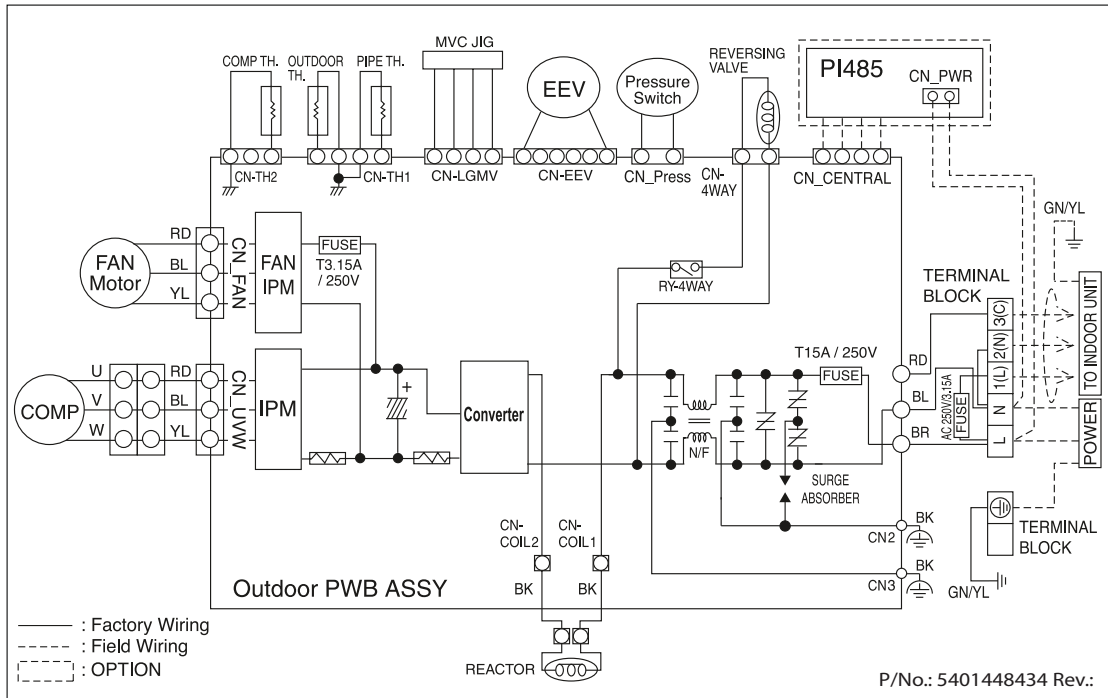 MVC JIG
REVERSING
VALVE
COMP TH.
OUTDOOR
TH.
PIPE TH.
EEV
Pressure
Switch
PI485
CN_PWR
CN-TH2
CN-TH1
CN-LGMV
CN-EEV
CN_Press
CN-
4WAY
CN_CENTRAL
GN/YL
FAN
Motor
RD
BL
YL
CN_FAN
FAN
IPM
FUSE
T3.15A
/ 250V
RY-4WAY
TERMINAL
BLOCK
3(C)
2(N)
1(L)
N
L
TO INDOOR UNIT
POWER
AC 250V/3.15A
FUSE
T15A / 250V
FUSE
RD
BL
BR
COMP
U
V
W
RD
BL
YL
CN_UVW
IPM
+
Converter
N/F
SURGE
ABSORBER
CN-
COIL2
CN-
COIL1
BK
BK
CN2
BK
CN3
BK
TERMINAL
BLOCK
GN/YL
Outdoor PWB ASSY
REACTOR
: Factory Wiring
: Field Wiring
: OPTION
P/No.: 5401448434 Rev.: